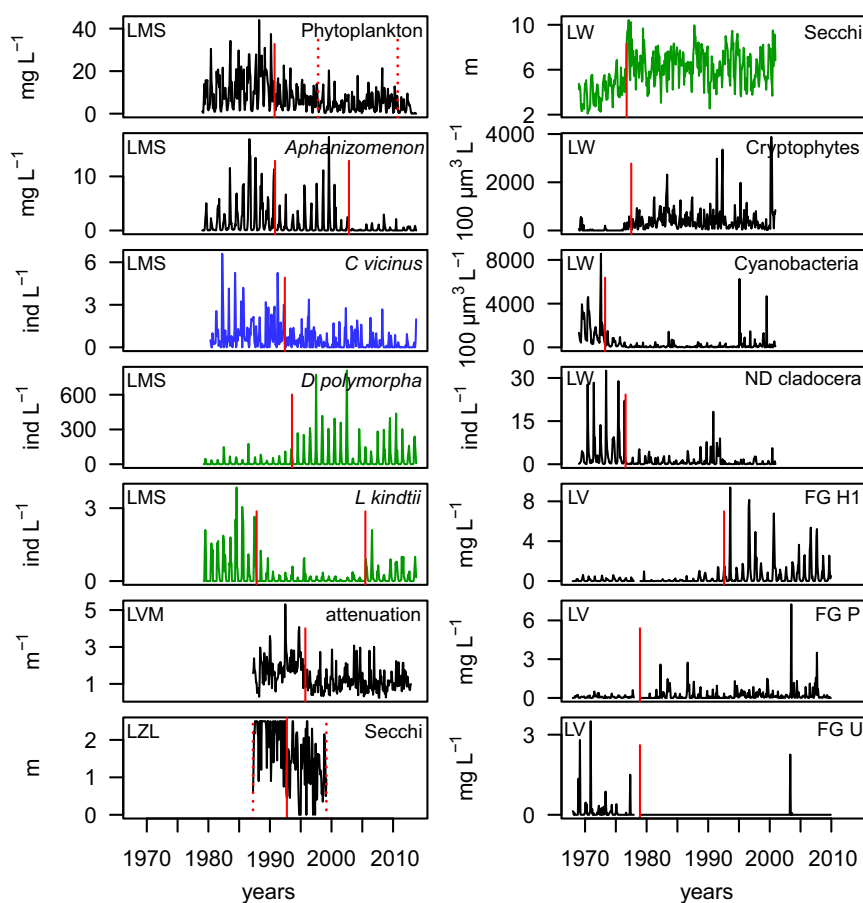 LMS Phytoplankton
mg L⁻¹
0 20 40
LMS Aphanizomenon
mg L⁻¹
0 10
LMS C vicinus
ind L⁻¹
0 3 6
LMS D polymorpha
ind L⁻¹
0 300 600
LMS L kindtii
ind L⁻¹
0 3
LVM attenuation
m⁻¹
1 3 5
LZL Secchi
m
0 1 2
1970 1980 1990 2000 2010
years
LW Secchi
m
2 6 10
LW Cryptophytes
100 µm³ L⁻¹
0 2000 4000
LW Cyanobacteria
100 µm³ L⁻¹
0 4000 8000
LW ND cladocera
ind L⁻¹
0 15 30
LV FG H1
mg L⁻¹
0 4 8
LV FG P
mg L⁻¹
0 3 6
LV FG U
mg L⁻¹
0 3
1970 1980 1990 2000 2010
years